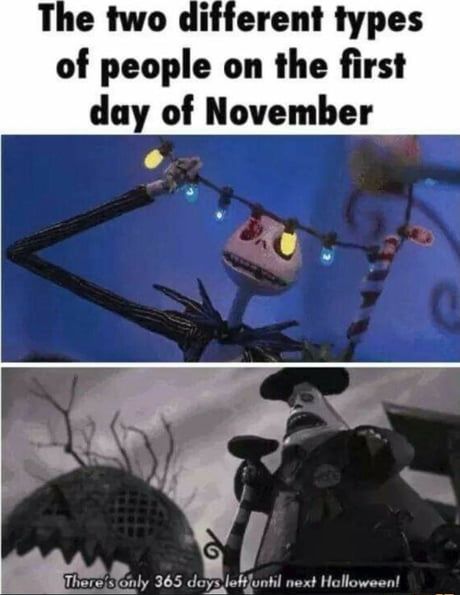 The two different types
of people on the first
day of November
There's only 365 days left until next Halloween!